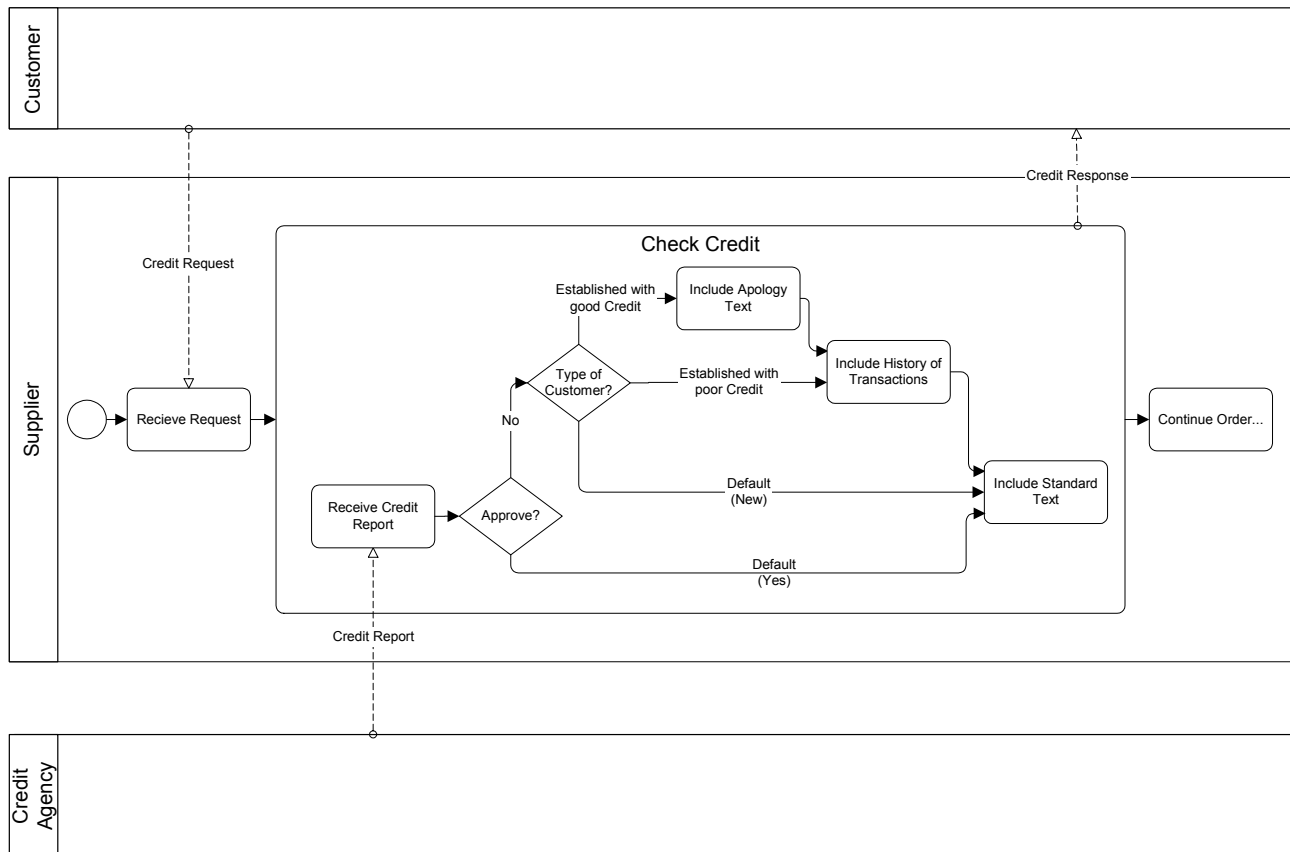 Customer
Credit Response
Credit Request
Supplier
Check Credit
Established with
good Credit
Include Apology
Text
Include History of
Transactions
Type of
Customer?
Established with
poor Credit
Recieve Request
Continue Order...
No
Default
(New)
Include Standard
Text
Receive Credit
Report
Approve?
Default
(Yes)
Credit Report
Credit
Agency